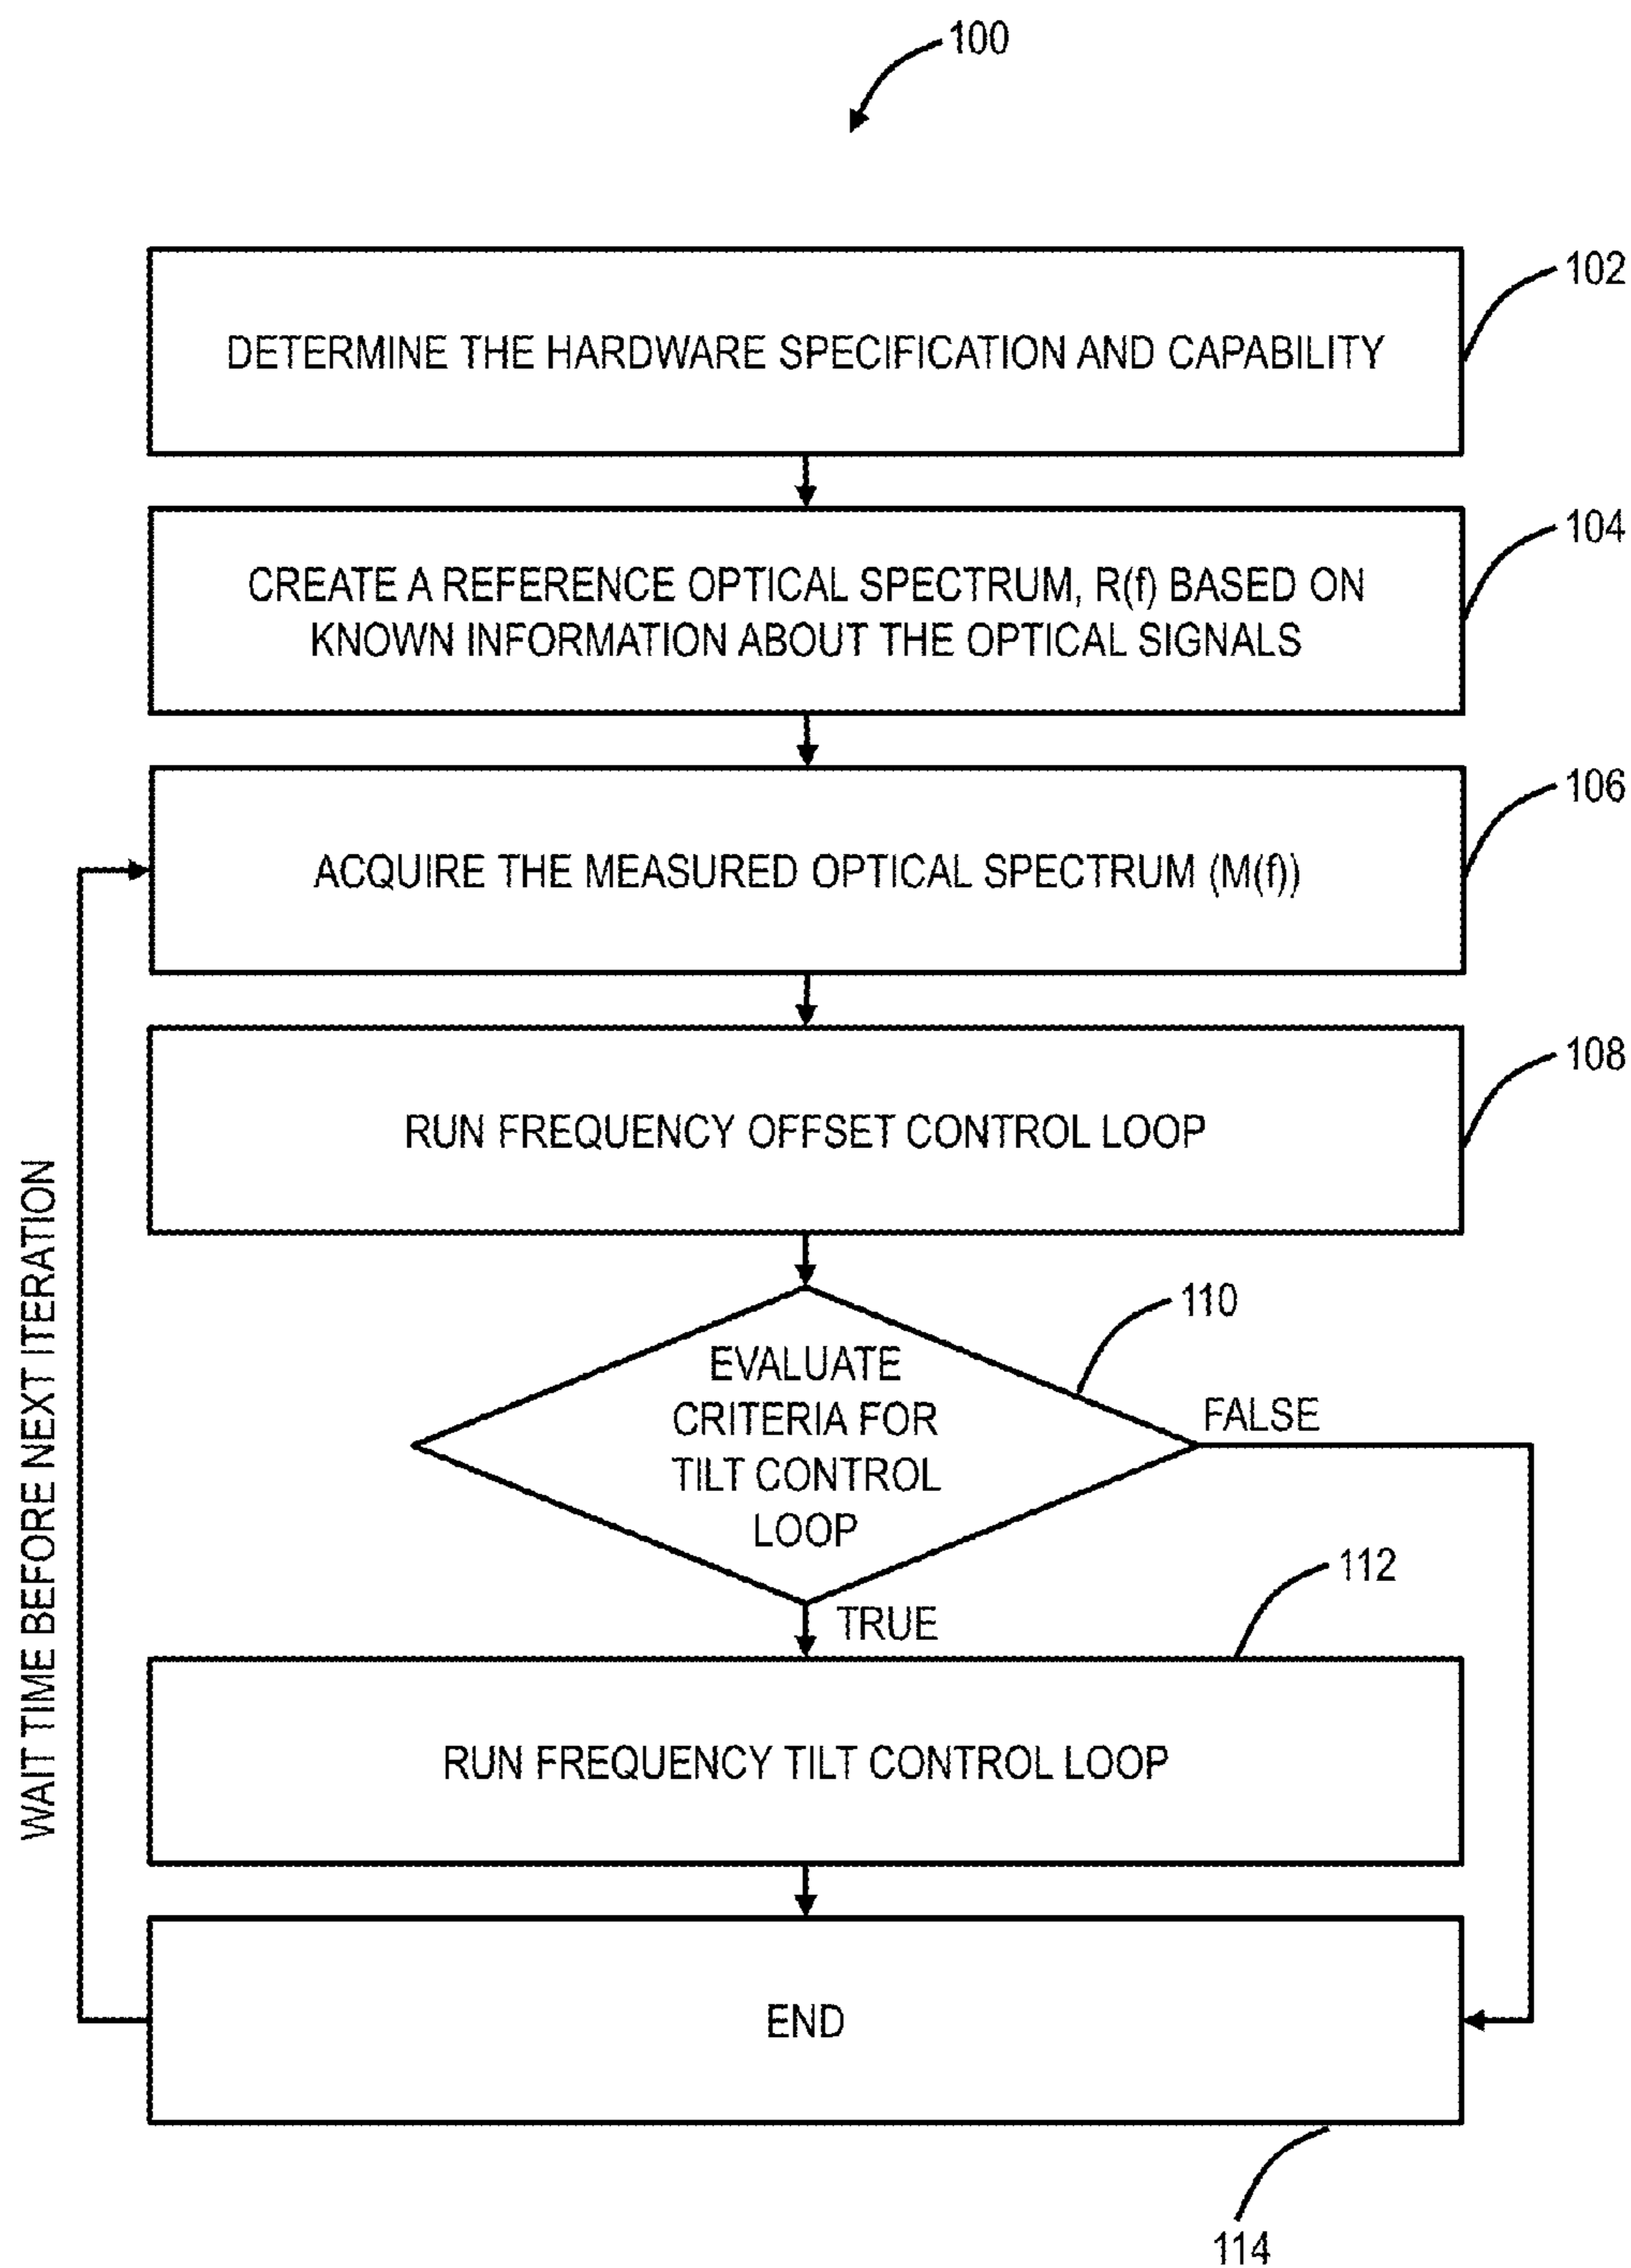 100
102
DETERMINE THE HARDWARE SPECIFICATION AND CAPABILITY
104
CREATE A REFERENCE OPTICAL SPECTRUM, R(f) BASED ON
KNOWN INFORMATION ABOUT THE OPTICAL SIGNALS
106
ACQUIRE THE MEASURED OPTICAL SPECTRUM (M(f))
108
RUN FREQUENCY OFFSET CONTROL LOOP
110
EVALUATE
CRITERIA FOR
TILT CONTROL
LOOP
FALSE
TRUE
112
RUN FREQUENCY TILT CONTROL LOOP
END
114
WAIT TIME BEFORE NEXT ITERATION